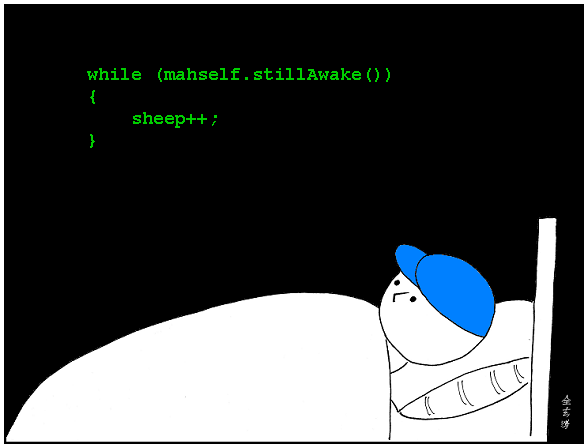 while (mahself.stillAwake())
{
    sheep++;
}